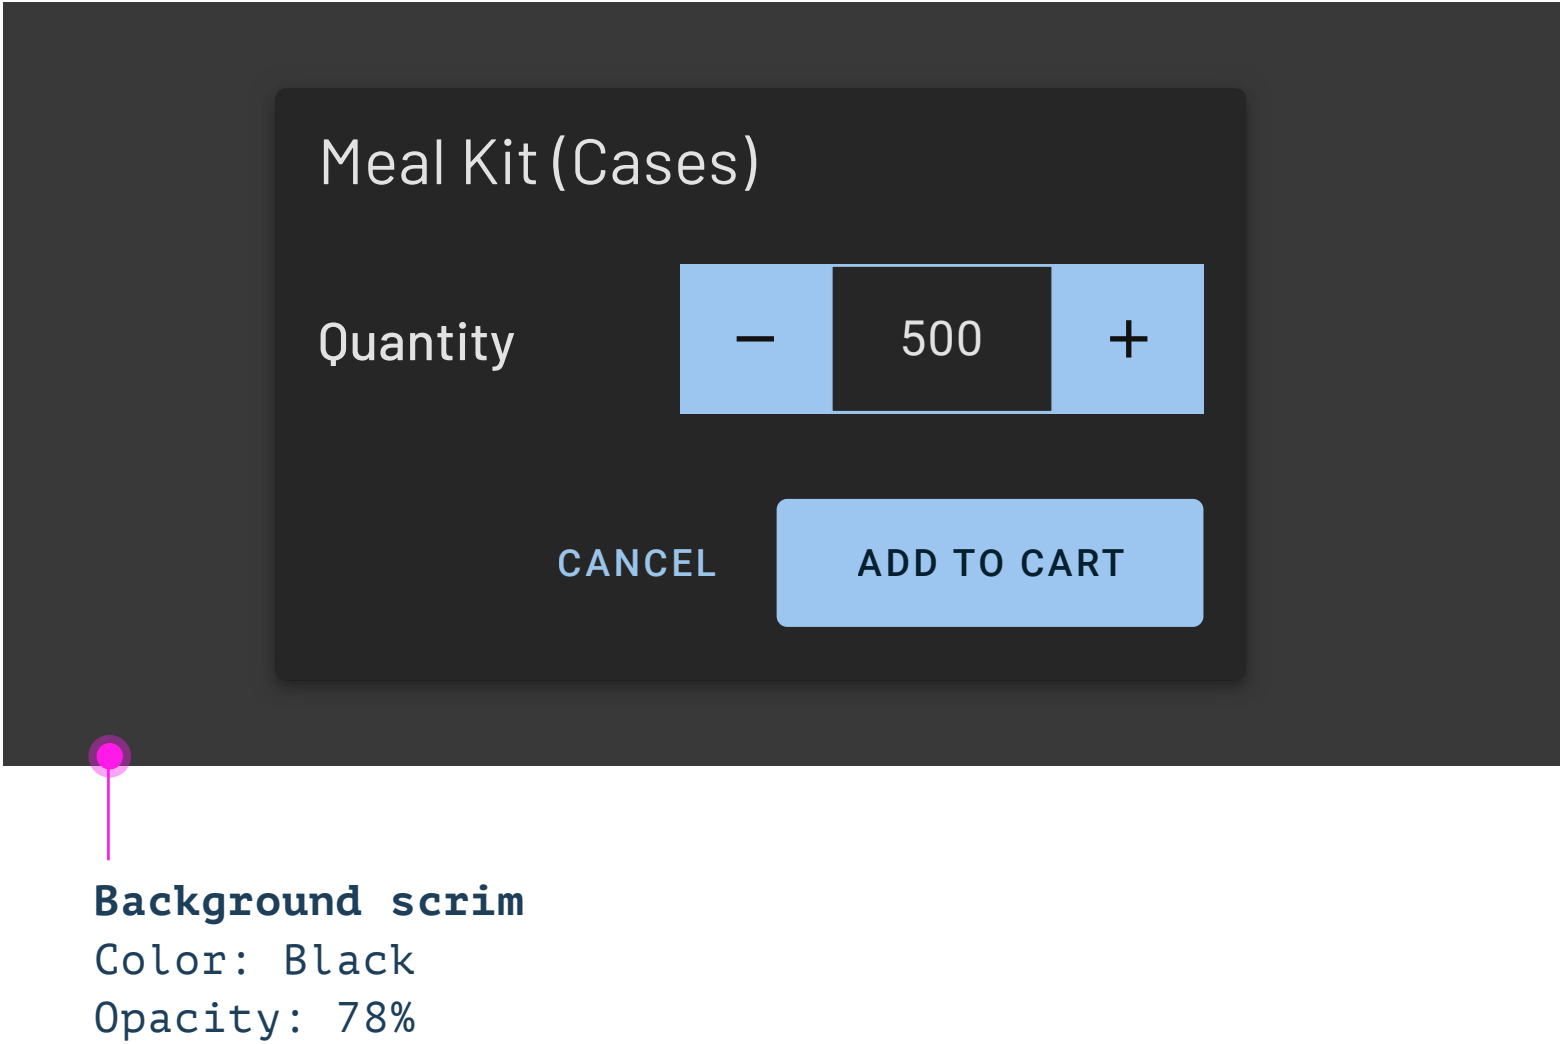 Meal Kit (Cases)
Quantity
− 500 +
CANCEL ADD TO CART
Background scrim
Color: Black
Opacity: 78%